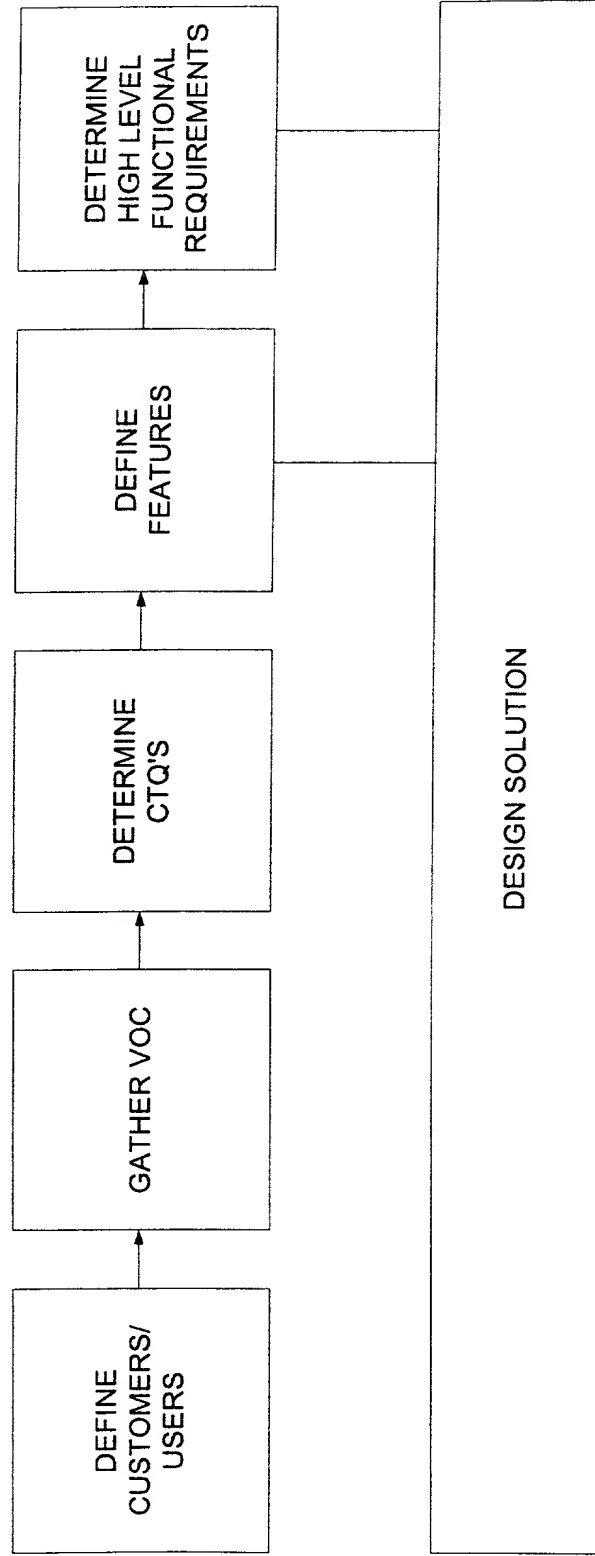 DEFINE
CUSTOMERS/
USERS
GATHER VOC
DETERMINE
CTQ'S
DEFINE
FEATURES
DETERMINE
HIGH LEVEL
FUNCTIONAL
REQUIREMENTS
DESIGN SOLUTION